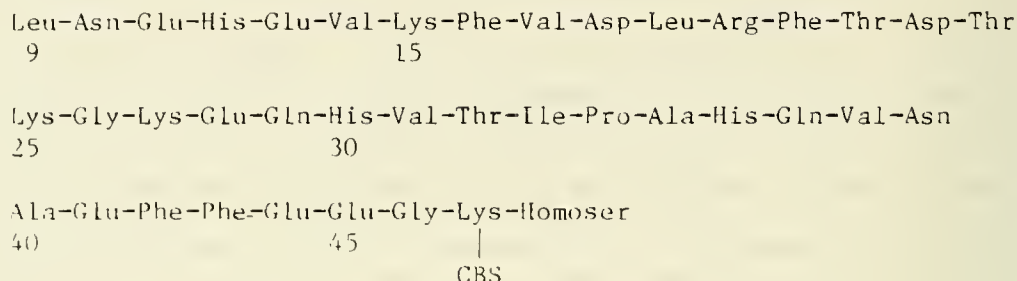 Leu-Asn-Glu-His-Glu-Val-Lys-Phe-Val-Asp-Leu-Arg-Phe-Thr-Asp-Thr
9 15
Lys-Gly-Lys-Glu-Gln-His-Val-Thr-Ile-Pro-Ala-His-Gln-Val-Asn
25 30
Ala-Glu-Phe-Phe-Glu-Glu-Gly-Lys-Homoser
40 45
CBS